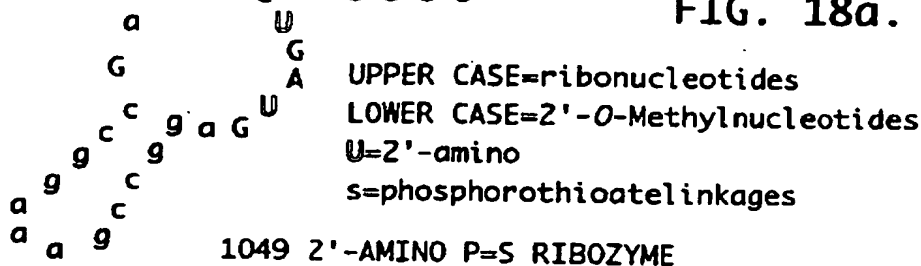 FIG. 18a.
a U
G G
A
c U
c g a G
g g
g c
g c
a g
a a
UPPER CASE=ribonucleotides
LOWER CASE=2'-O-Methylnucleotides
𝕌=2'-amino
s=phosphorothioatelinkages
1049 2'-AMINO P=S RIBOZYME